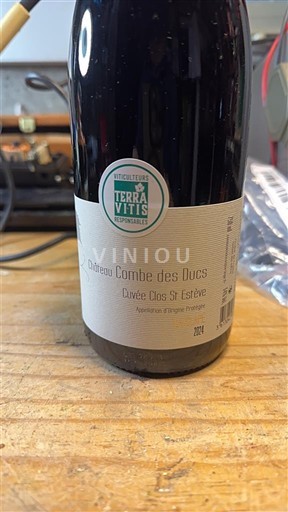 VITICULTEURS
TERRA
VITIS
RESPONSABLES
VINIOU
Château Combe des Ducs
Cuvée Clos St Estève
Appellation d'Origine Protégée
2024